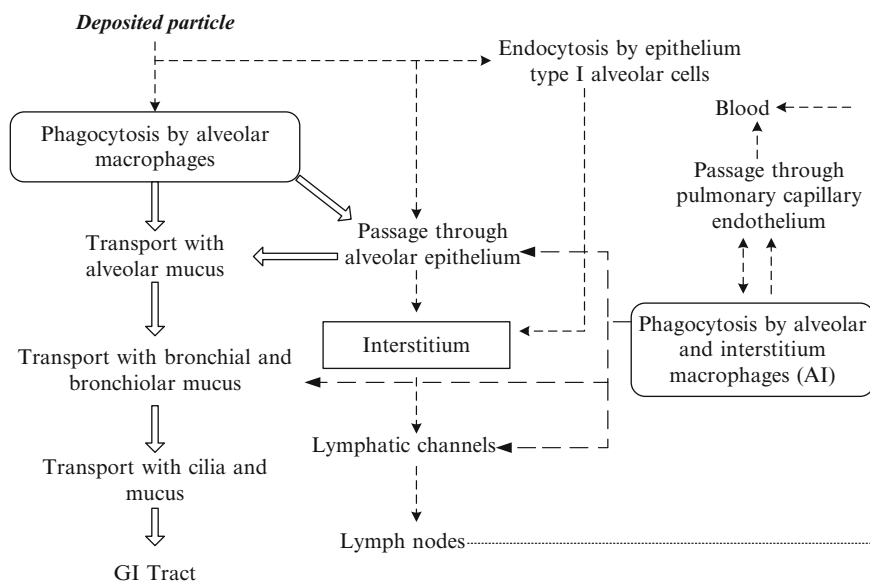 Deposited particle
Endocytosis by epithelium
type I alveolar cells
Blood
Phagocytosis by alveolar
macrophages
Passage through
pulmonary capillary
endothelium
Transport with
alveolar mucus
Passage through
alveolar epithelium
Interstitium
Phagocytosis by alveolar
and interstitium
macrophages (AI)
Transport with bronchial and
bronchiolar mucus
Lymphatic channels
Transport with cilia and
mucus
Lymph nodes
GI Tract